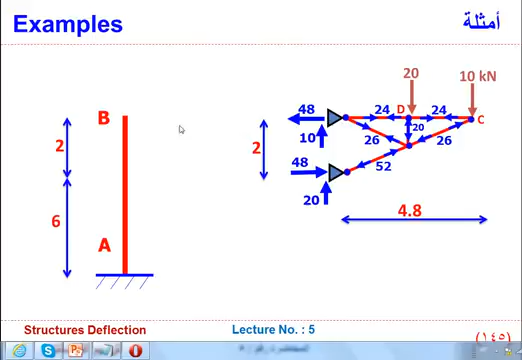 Examples
أمثلة
20
10 kN
48
24
D
24
C
B
10
20
26
26
2
2
48
52
20
4.8
6
A
Structures Deflection
Lecture No. : 5
(١٤٥)